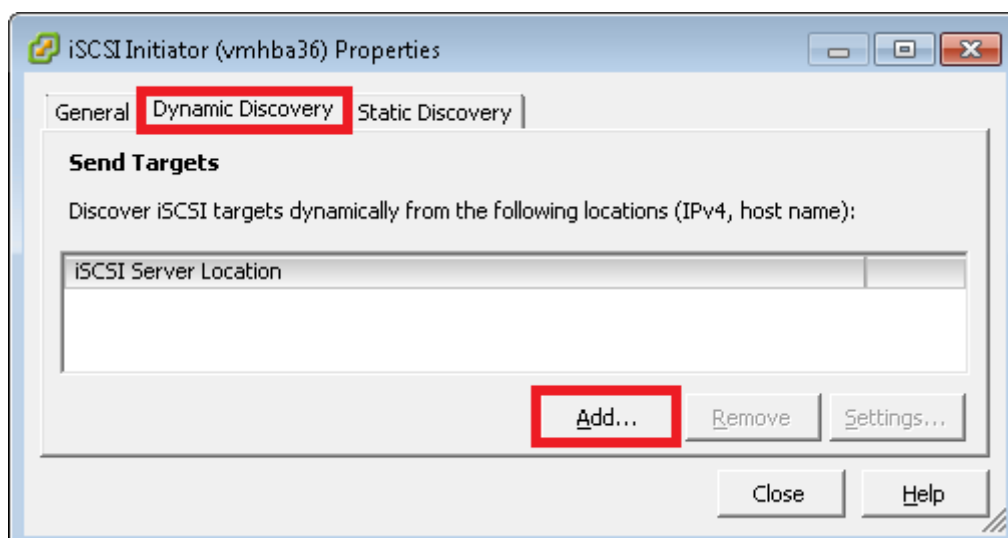 iSCSI Initiator (vmhba36) Properties
General Dynamic Discovery Static Discovery
Send Targets
Discover iSCSI targets dynamically from the following locations (IPv4, host name):
iSCSI Server Location
Add... Remove Settings...
Close Help